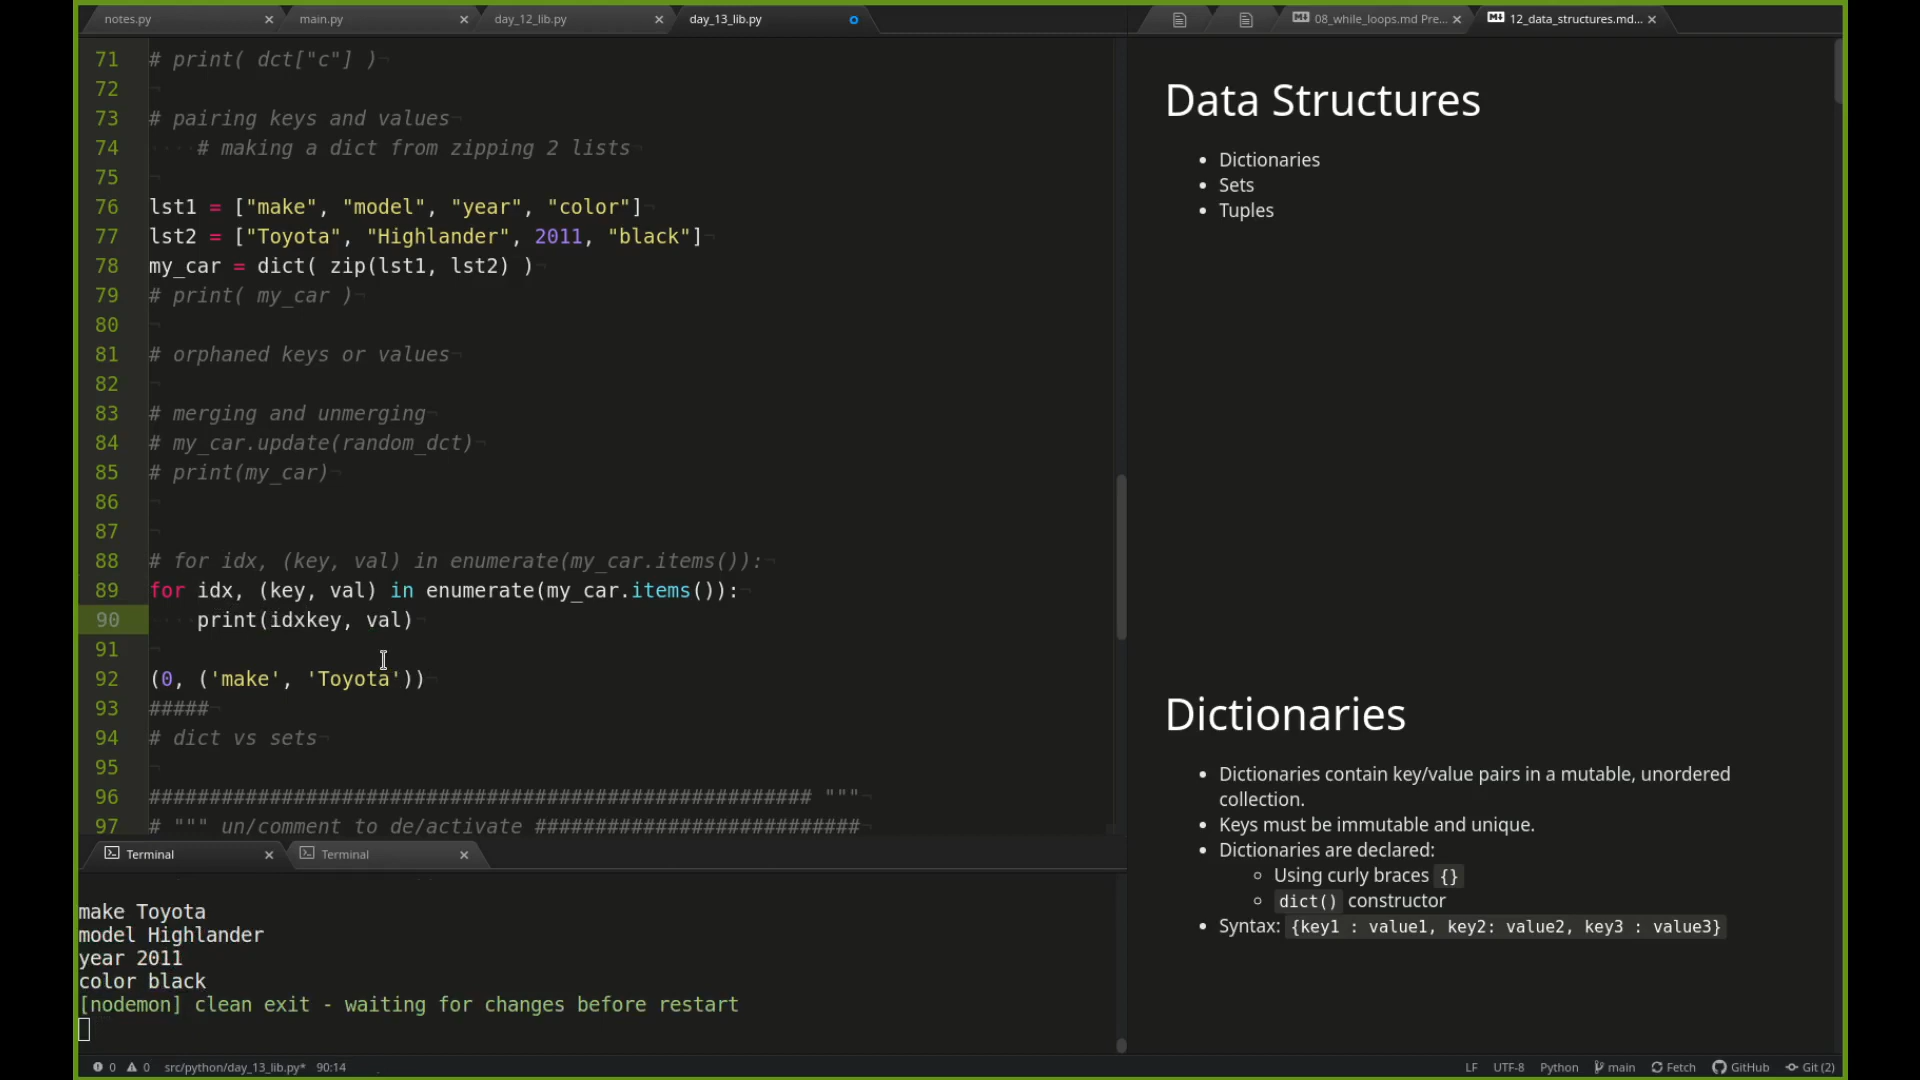 notes.py
main.py
day_12_lib.py
day_13_lib.py
08_while_loops.md Pre...
12_data_structures.md...
71 # print( dct["c"] )
72
73 # pairing keys and values
74 # making a dict from zipping 2 lists
75
76 lst1 = ["make", "model", "year", "color"]
77 lst2 = ["Toyota", "Highlander", 2011, "black"]
78 my_car = dict( zip(lst1, lst2) )
79 # print( my_car )
80
81 # orphaned keys or values
82
83 # merging and unmerging
84 # my_car.update(random_dct)
85 # print(my_car)
86
87
88 # for idx, (key, val) in enumerate(my_car.items()):
89 for idx, (key, val) in enumerate(my_car.items()):
90 print(idxkey, val)
91
92 (0, ('make', 'Toyota'))
93 #####
94 # dict vs sets
95
96 ####################################################### """
97 # """ un/comment to de/activate ###########################
Terminal
Terminal
make Toyota
model Highlander
year 2011
color black
[nodemon] clean exit - waiting for changes before restart
Data Structures
• Dictionaries
• Sets
• Tuples
Dictionaries
• Dictionaries contain key/value pairs in a mutable, unordered
collection.
• Keys must be immutable and unique.
• Dictionaries are declared:
◦ Using curly braces {}
◦ dict() constructor
• Syntax: {key1 : value1, key2: value2, key3 : value3}
0 0 src/python/day_13_lib.py* 90:14
LF UTF-8 Python main Fetch GitHub Git (2)